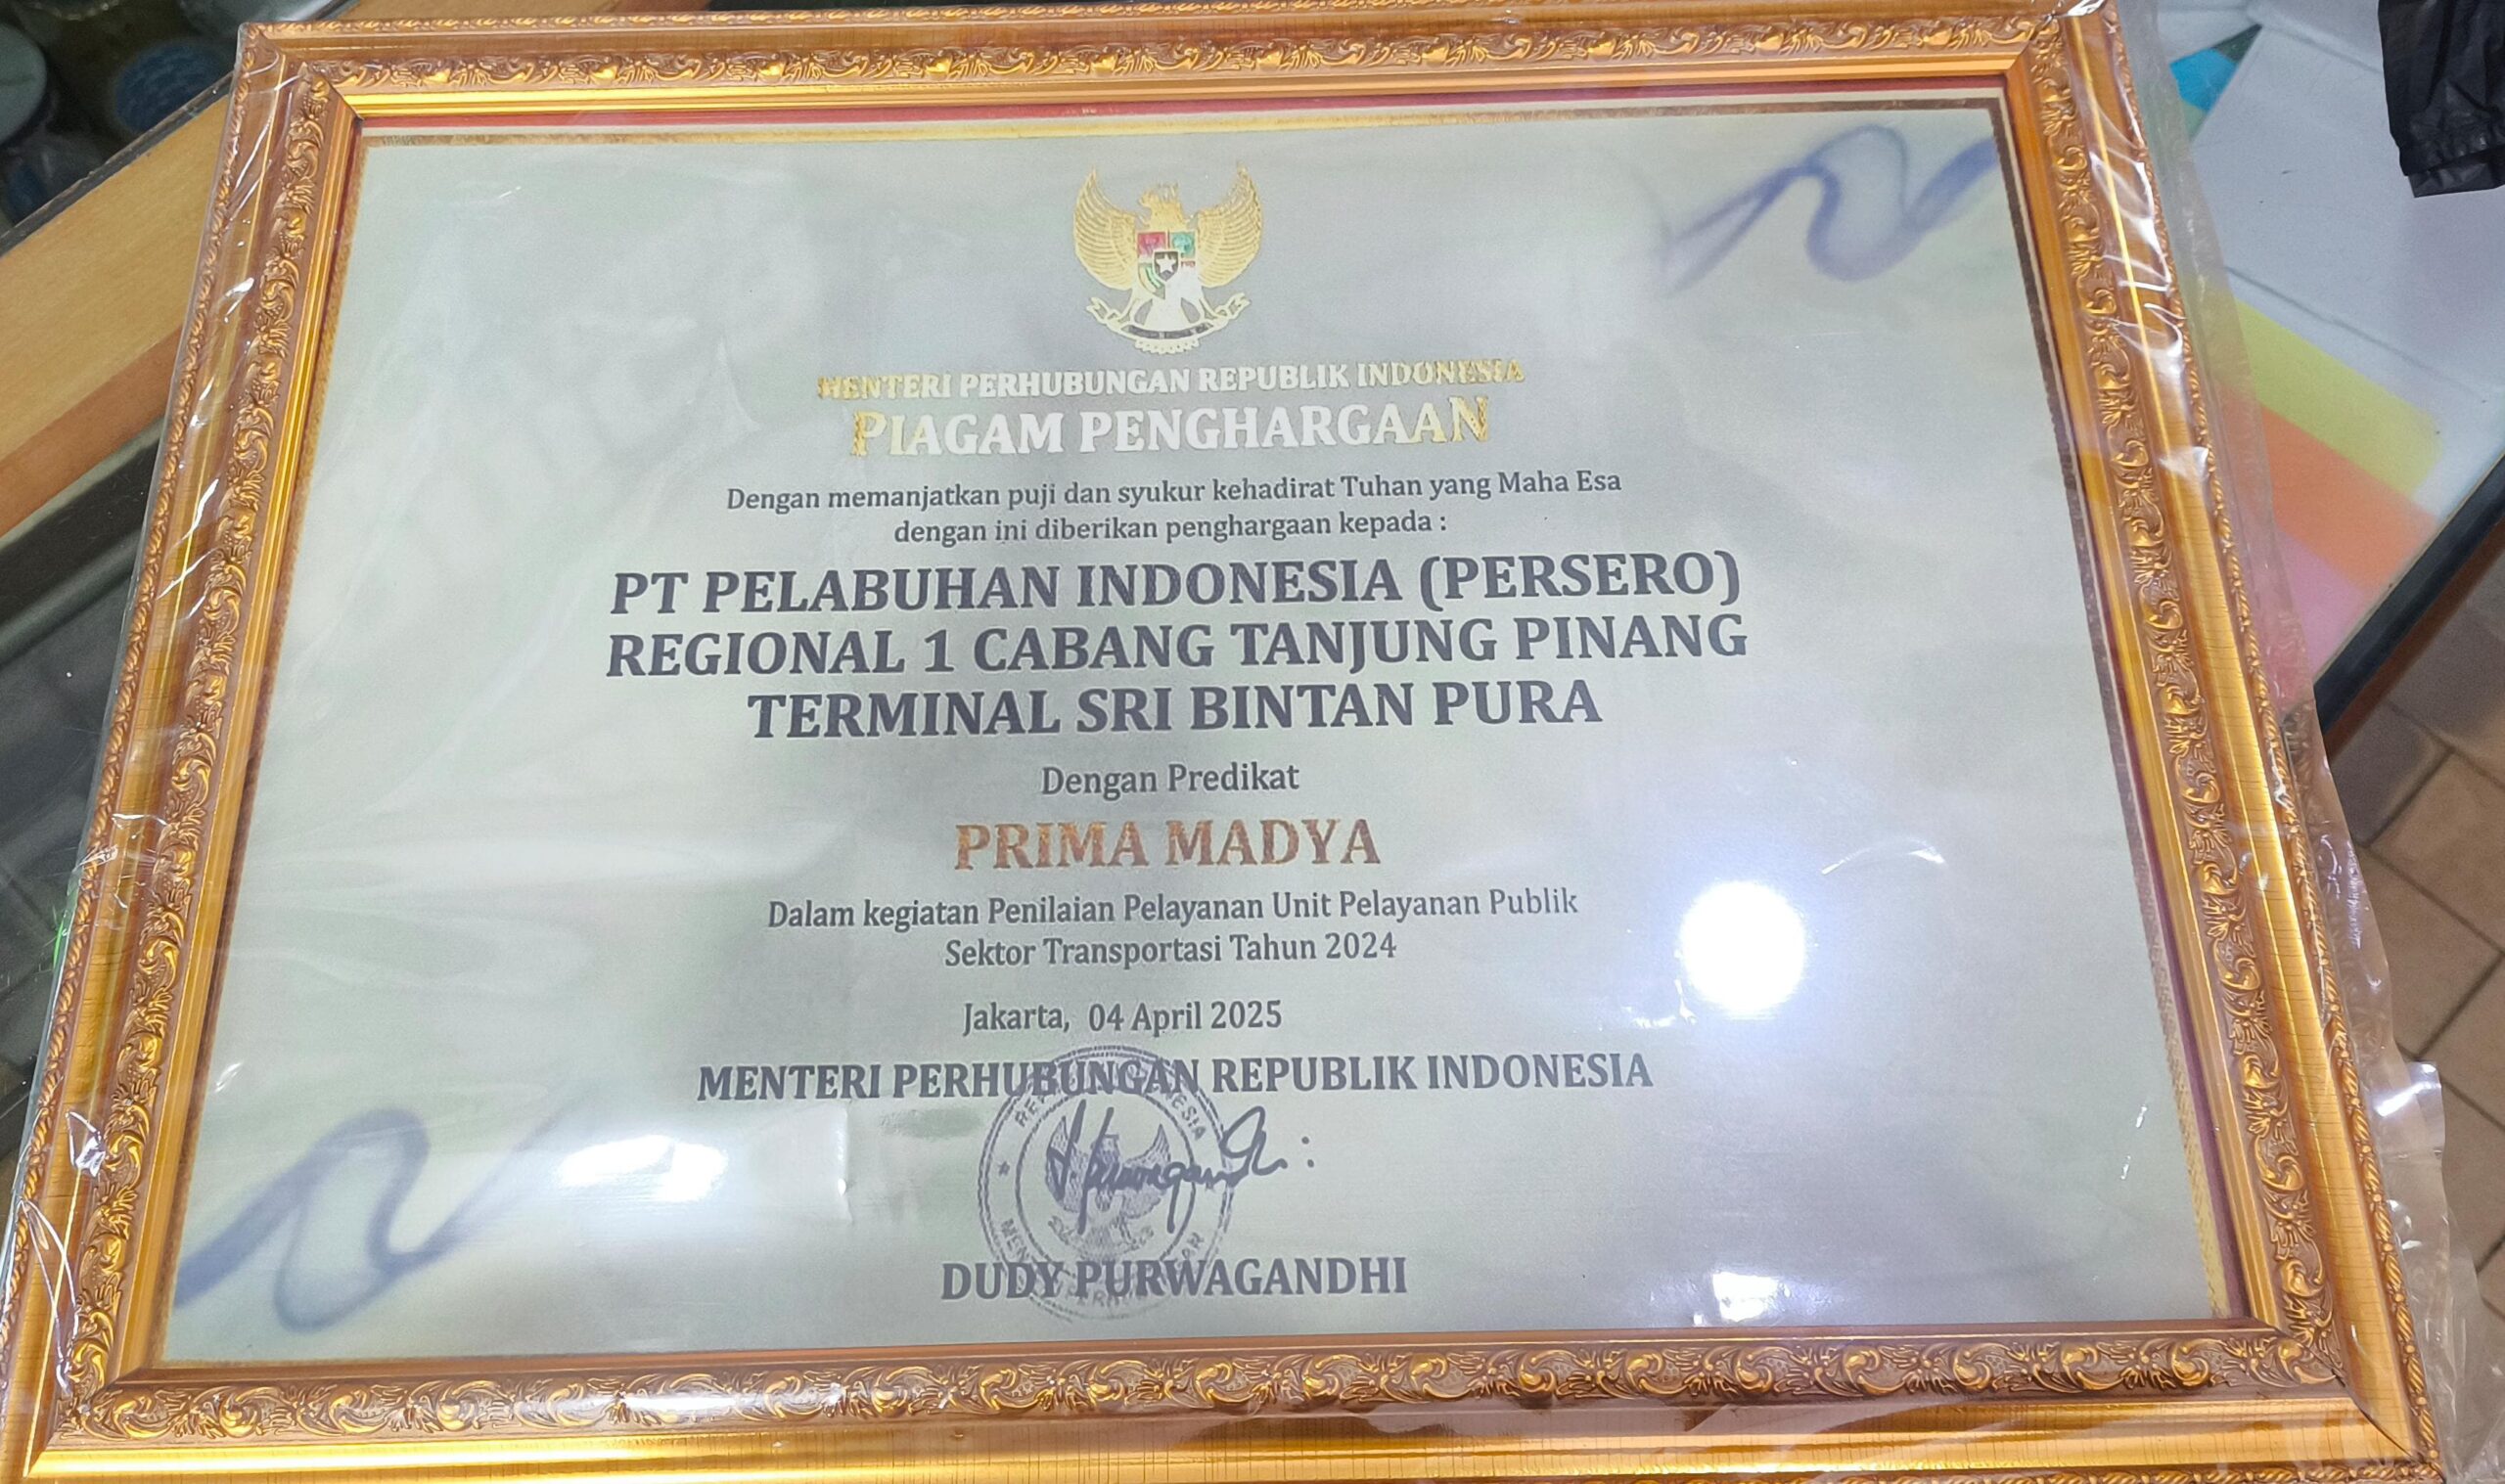 MENTERI PERHUBUNGAN REPUBLIK INDONESIA
PIAGAM PENGHARGAAN
Dengan memanjatkan puji dan syukur kehadirat Tuhan yang Maha Esa
dengan ini diberikan penghargaan kepada :
PT PELABUHAN INDONESIA (PERSERO)
REGIONAL 1 CABANG TANJUNG PINANG
TERMINAL SRI BINTAN PURA
Dengan Predikat
PRIMA MADYA
Dalam kegiatan Penilaian Pelayanan Unit Pelayanan Publik
Sektor Transportasi Tahun 2024
Jakarta, 04 April 2025
MENTERI PERHUBUNGAN REPUBLIK INDONESIA
DUDY PURWAGANDHI